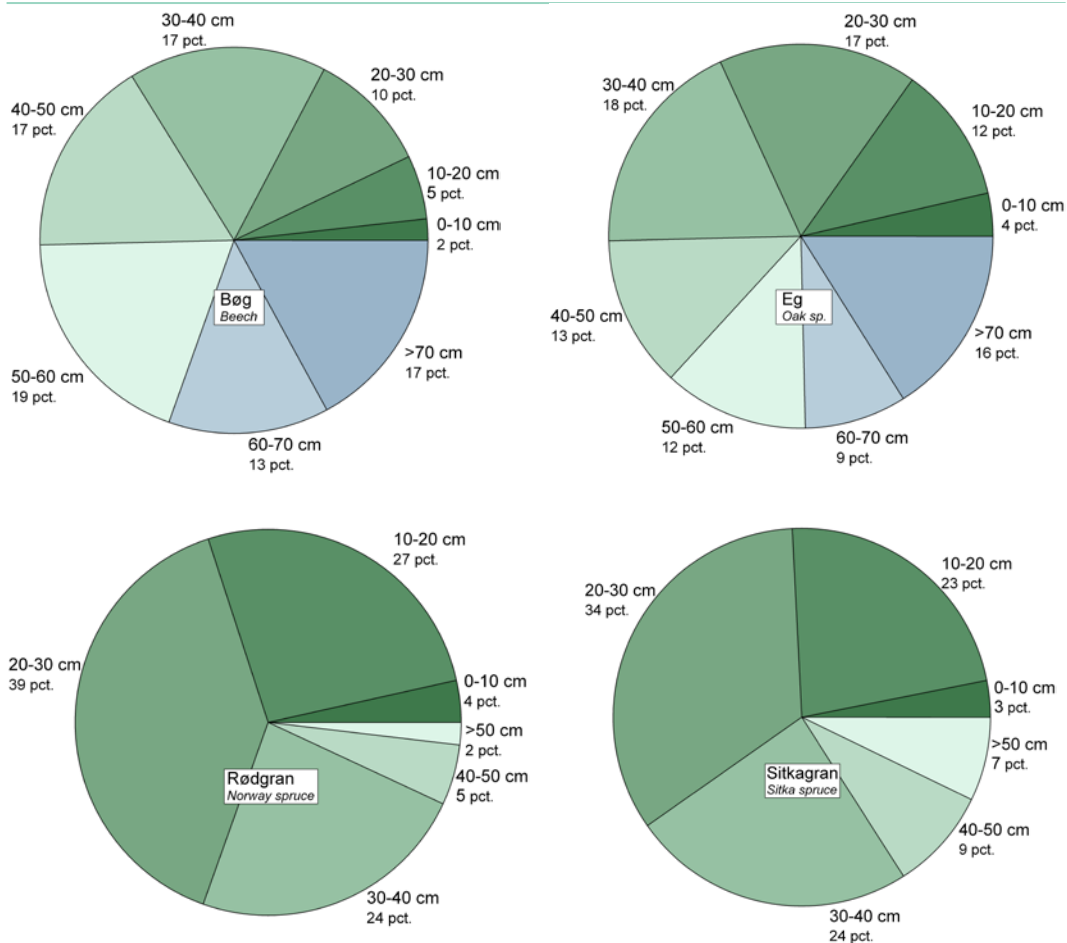 30-40 cm
17 pct.
20-30 cm
10 pct.
40-50 cm
17 pct.
10-20 cm
5 pct.
0-10 cm
2 pct.
Bøg
Beech
>70 cm
17 pct.
50-60 cm
19 pct.
60-70 cm
13 pct.
20-30 cm
17 pct.
30-40 cm
18 pct.
10-20 cm
12 pct.
0-10 cm
4 pct.
Eg
Oak sp.
40-50 cm
13 pct.
>70 cm
16 pct.
50-60 cm
12 pct.
60-70 cm
9 pct.
10-20 cm
27 pct.
20-30 cm
39 pct.
0-10 cm
4 pct.
>50 cm
2 pct.
Rødgran
Norway spruce
40-50 cm
5 pct.
30-40 cm
24 pct.
10-20 cm
23 pct.
20-30 cm
34 pct.
0-10 cm
3 pct.
>50 cm
7 pct.
Sitkagran
Sitka spruce
40-50 cm
9 pct.
30-40 cm
24 pct.